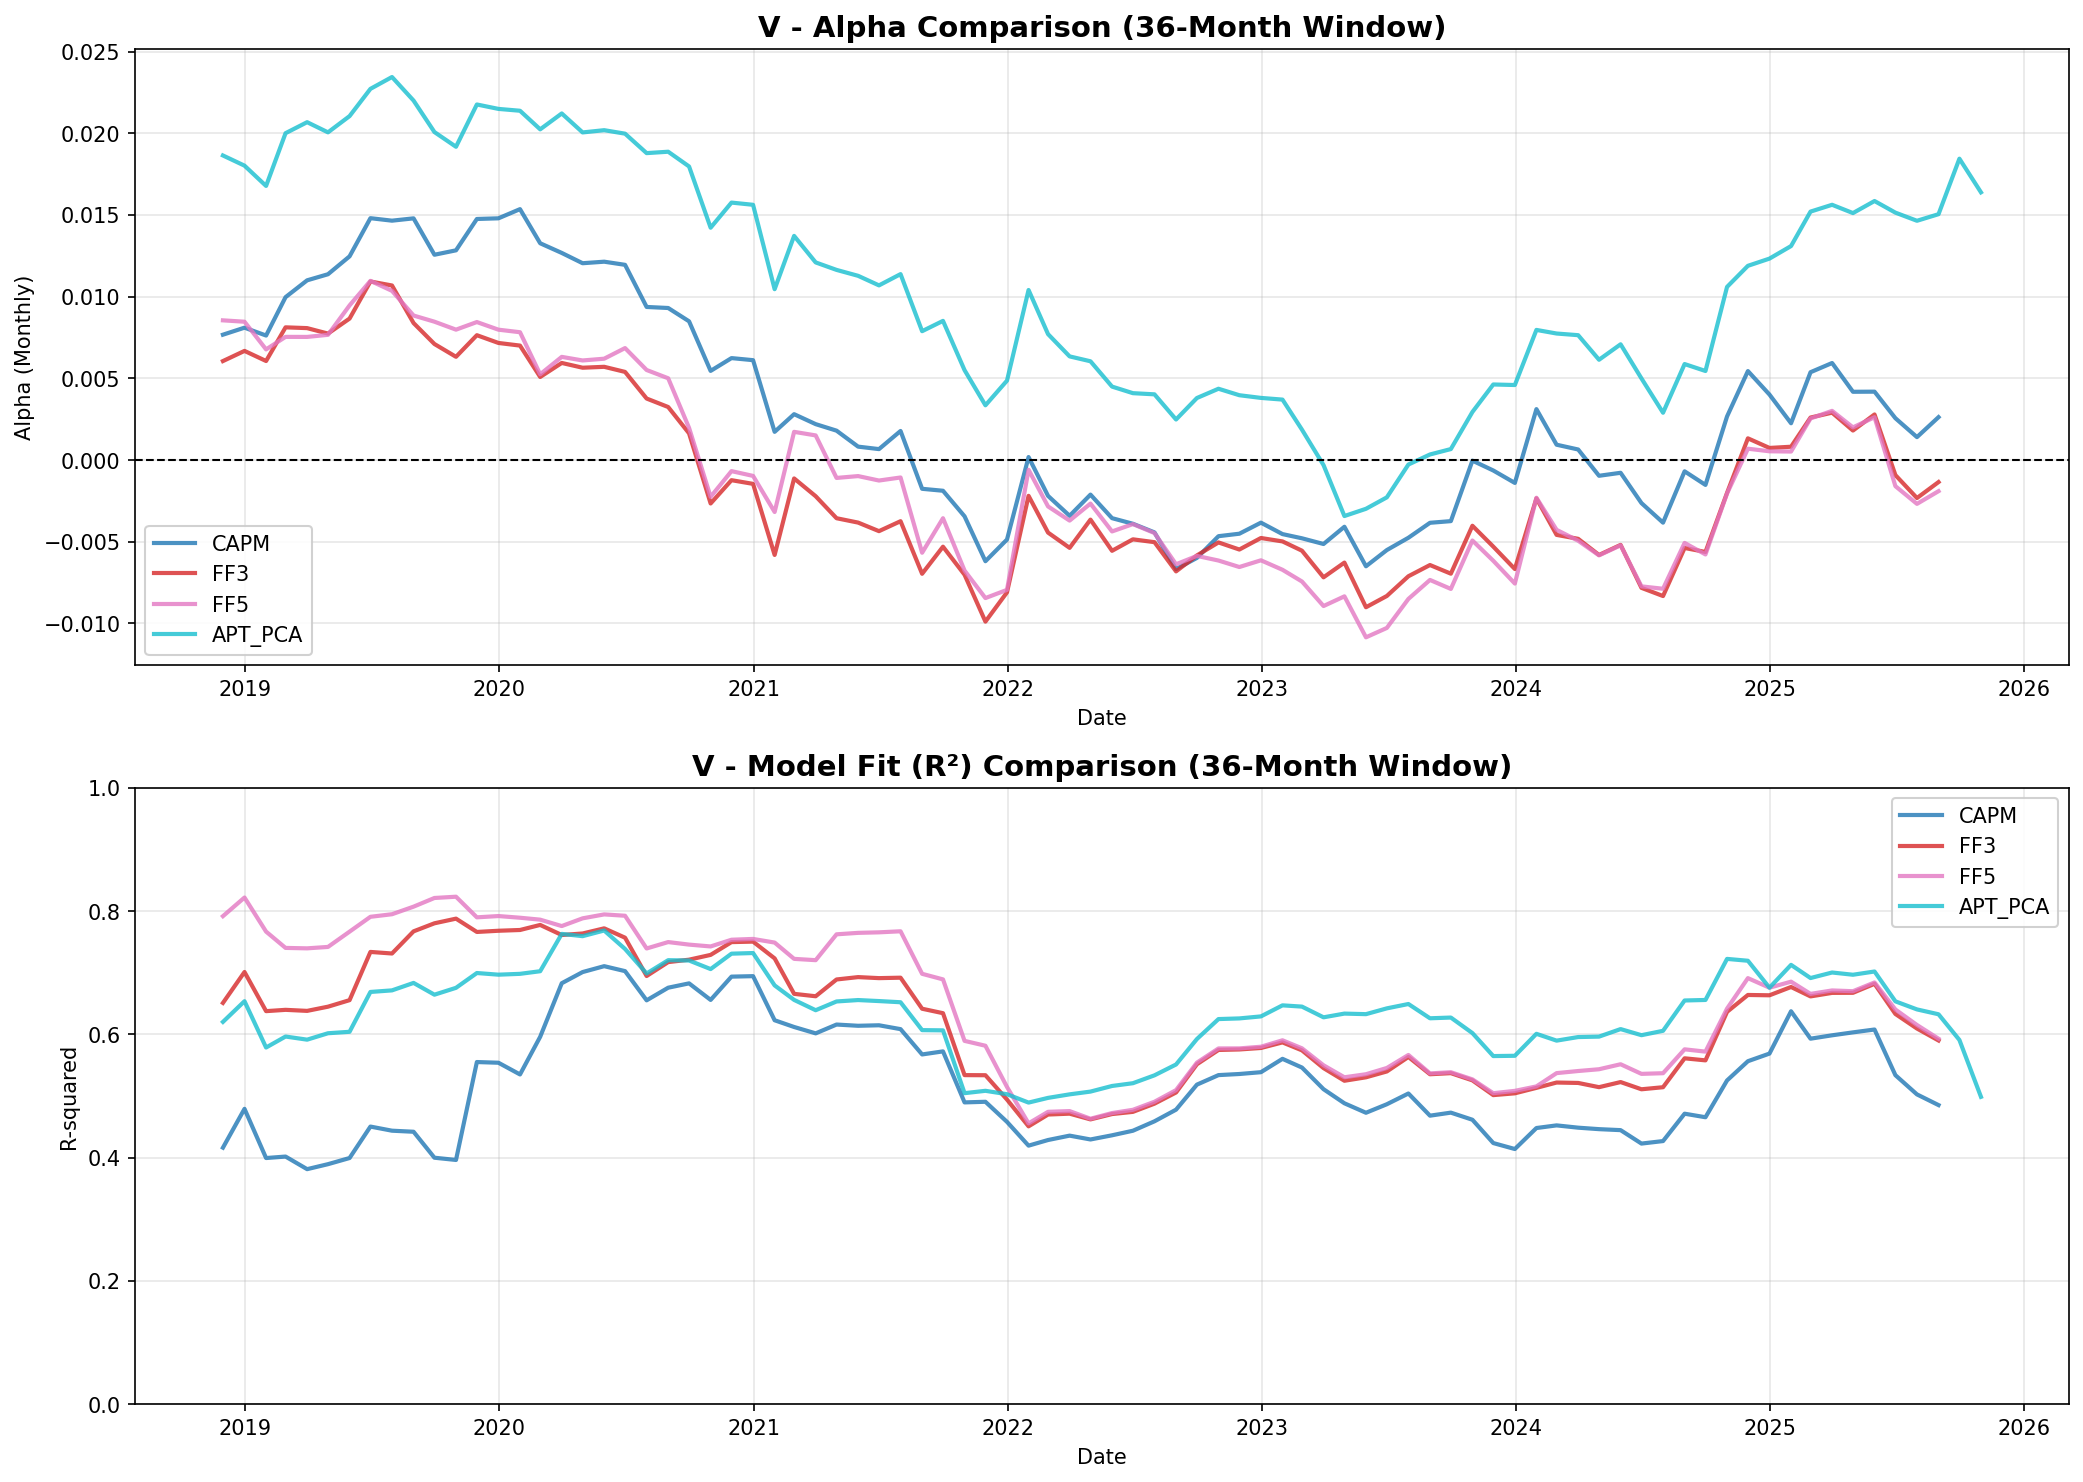 V - Alpha Comparison (36-Month Window)
Alpha (Monthly)
0.025
0.020
0.015
0.010
0.005
0.000
−0.005
−0.010
CAPM
FF3
FF5
APT_PCA
2019 2020 2021 2022 2023 2024 2025 2026
Date
V - Model Fit (R²) Comparison (36-Month Window)
R-squared
1.0
0.8
0.6
0.4
0.2
0.0
CAPM
FF3
FF5
APT_PCA
2019 2020 2021 2022 2023 2024 2025 2026
Date